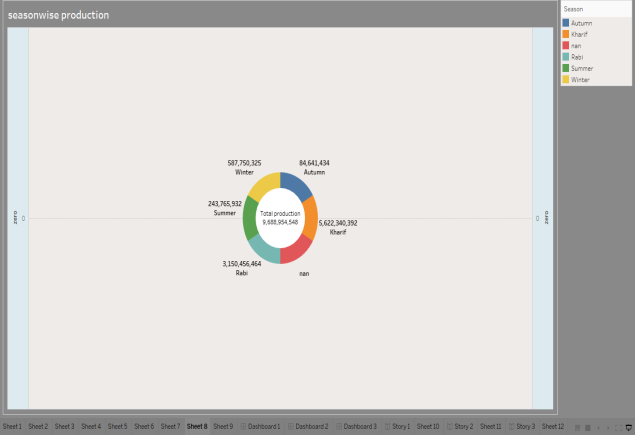 seasonwise production
Season
Autumn
Kharif
nan
Rabi
Summer
Winter
587,750,325
Winter
84,641,434
Autumn
243,765,932
Summer
Total production
9,688,954,548
5,622,340,392
Kharif
3,150,456,464
Rabi
nan
zero
0
0
zero
Sheet 1 Sheet 2 Sheet 3 Sheet 4 Sheet 5 Sheet 6 Sheet 7 Sheet 8 Sheet 9 Dashboard 1 Dashboard 2 Dashboard 3 Story 1 Sheet 10 Story 2 Sheet 11 Story 3 Sheet 12